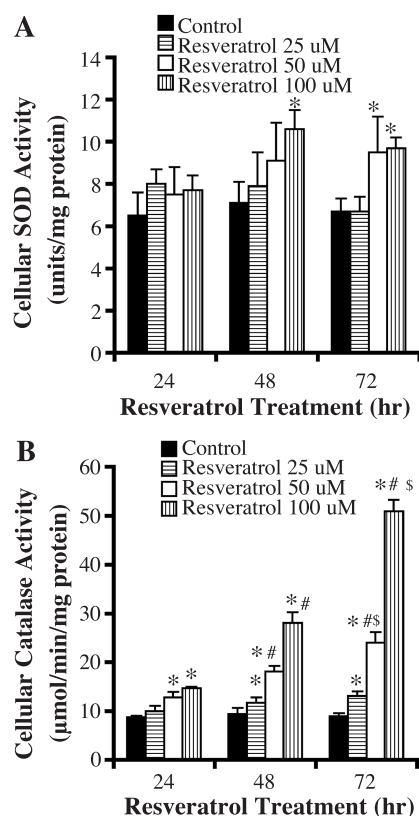 A
Control
Resveratrol 25 uM
Resveratrol 50 uM
Resveratrol 100 uM
Cellular SOD Activity
(units/mg protein)
14
12
10
8
6
4
2
0
*
*
*
24 48 72
Resveratrol Treatment (hr)
B
Control
Resveratrol 25 uM
Resveratrol 50 uM
Resveratrol 100 uM
Cellular Catalase Activity
(μmol/min/mg protein)
60
50
40
30
20
10
0
* *
*
* #
* #
*
* #$
* # $
24 48 72
Resveratrol Treatment (hr)